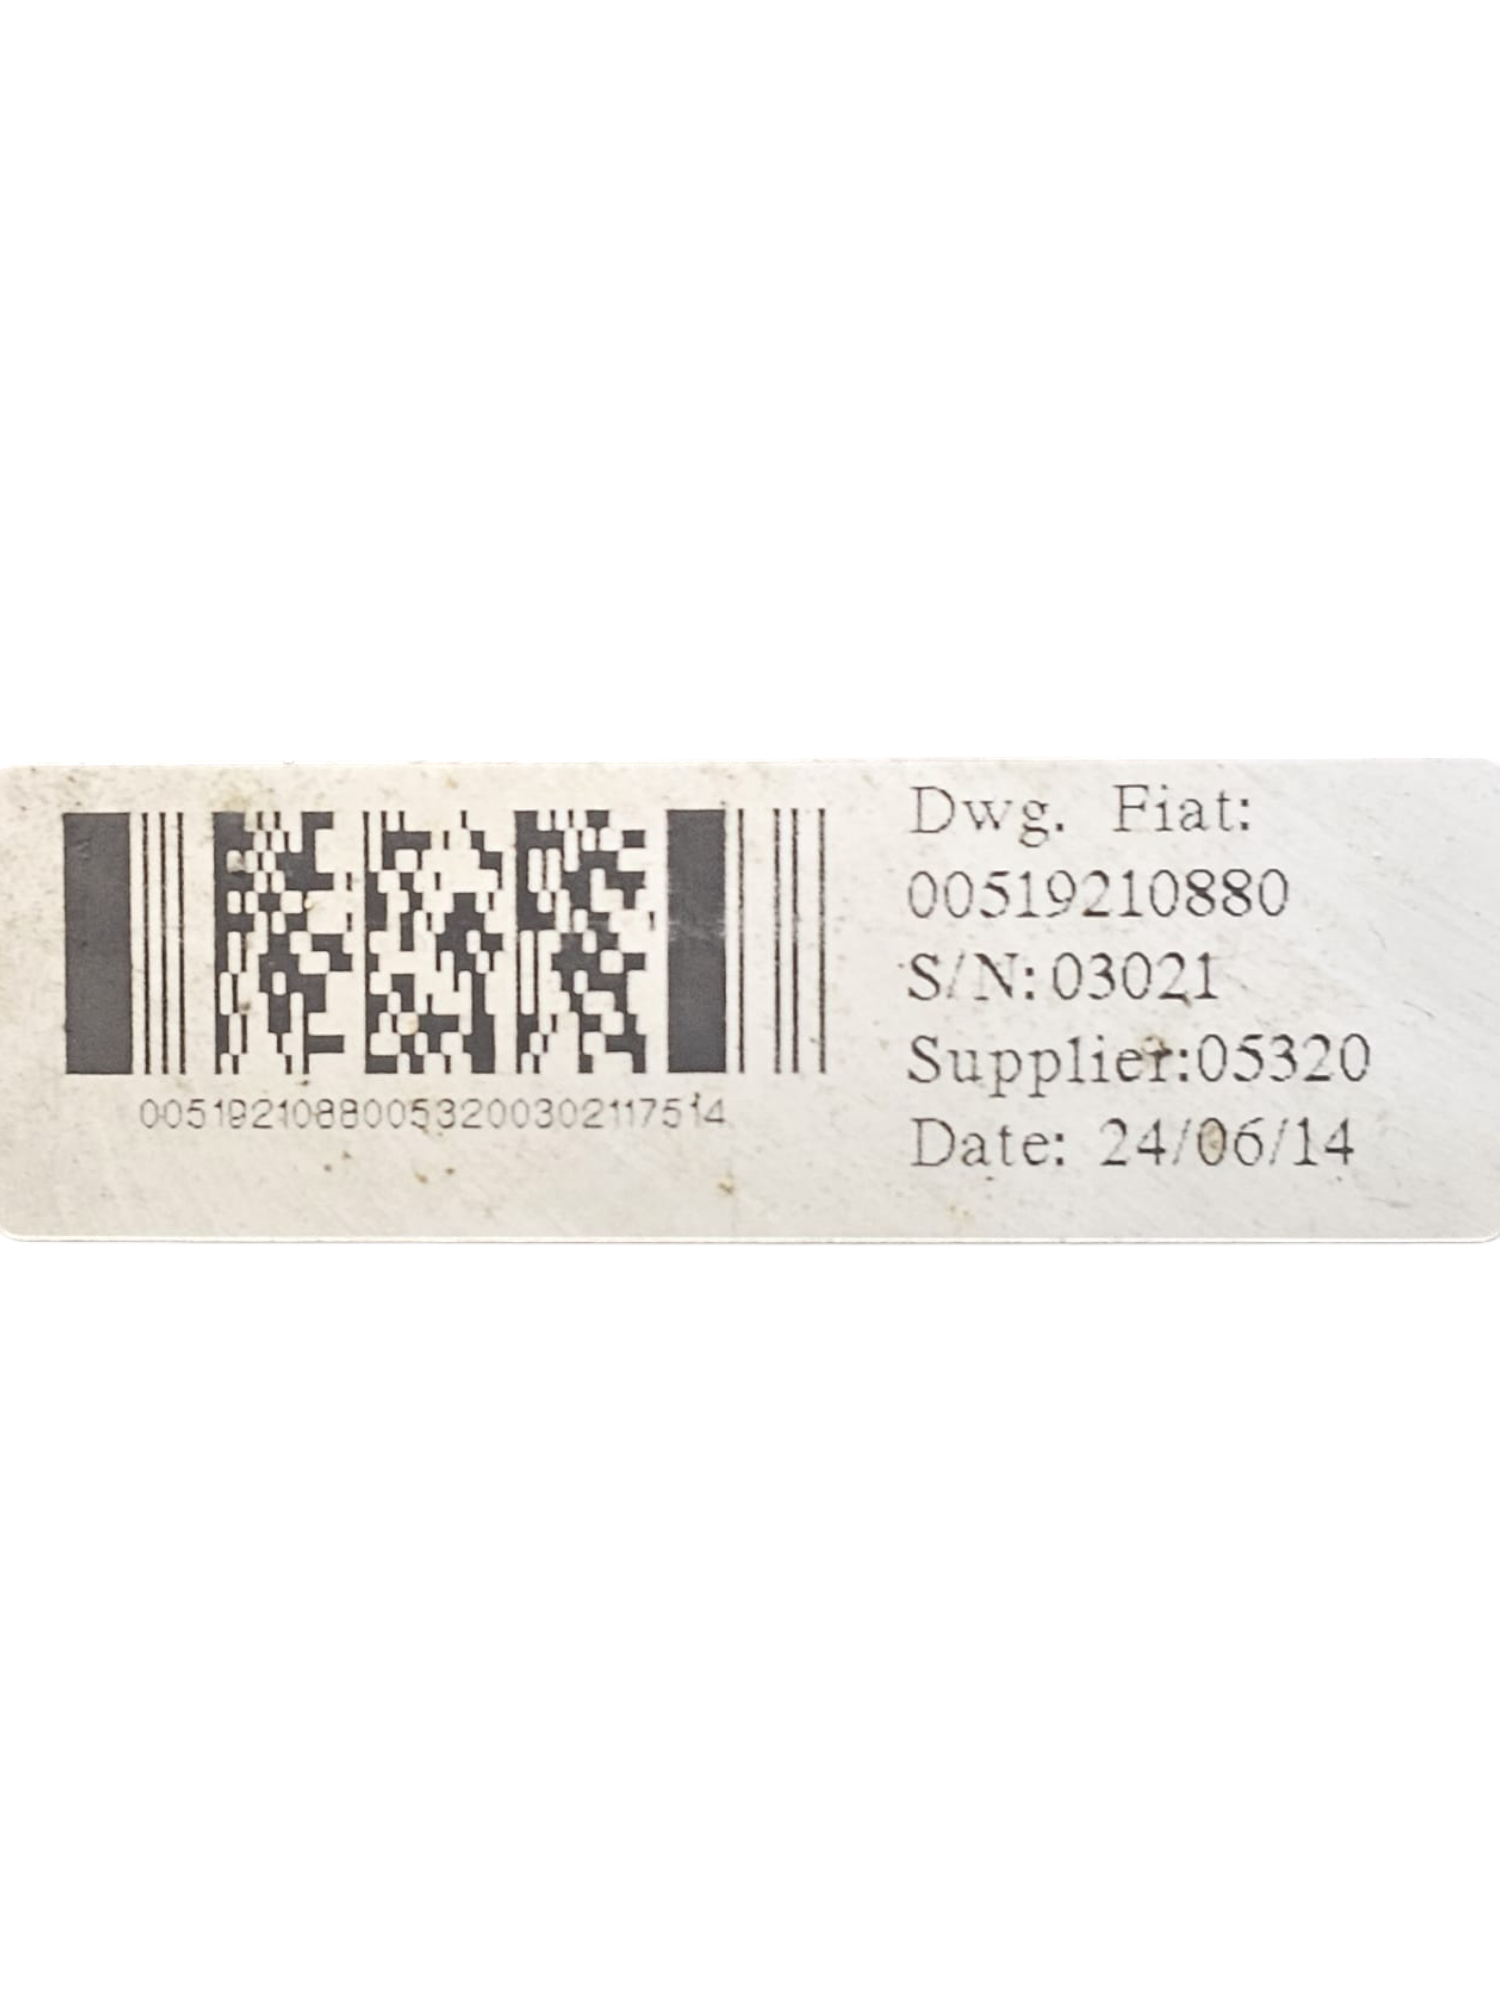 Dwg. Fiat:
00519210880
S/N:03021
Supplier:05320
Date: 24/06/14
00519210880053200302117514